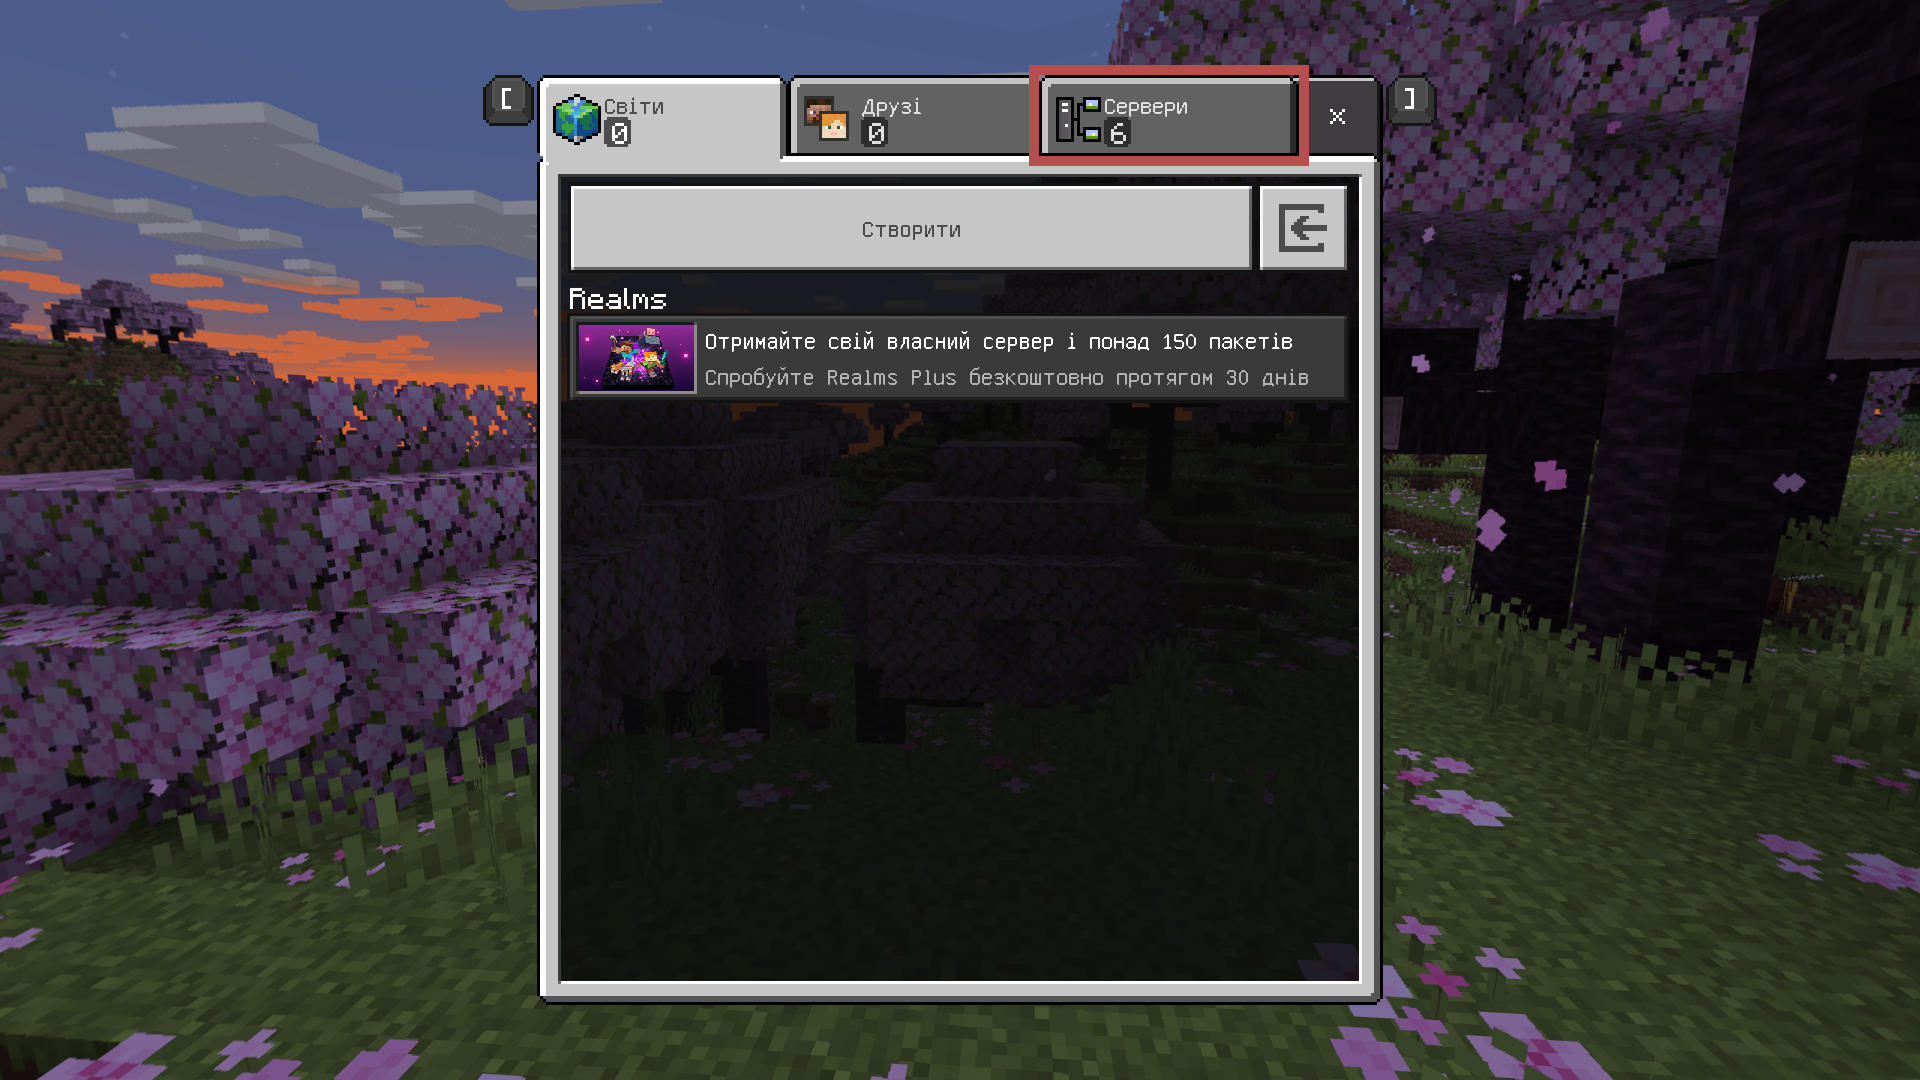 [
Світи
0
Друзі
0
Сервери
6
]
Створити
Realms
Отримайте свій власний сервер і понад 150 пакетів
Спробуйте Realms Plus безкоштовно протягом 30 днів